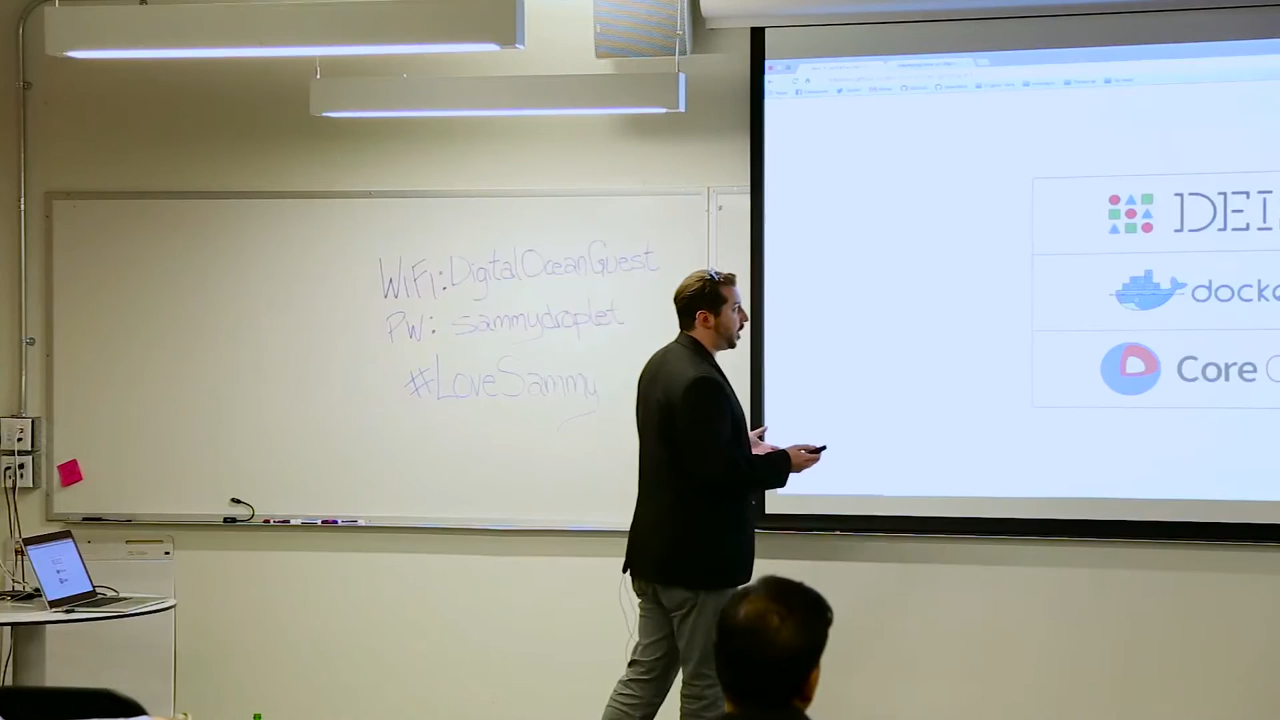 WiFi: DigitalOceanGuest
PW: sammydroplet
#LoveSammy
DEI
docke
Core